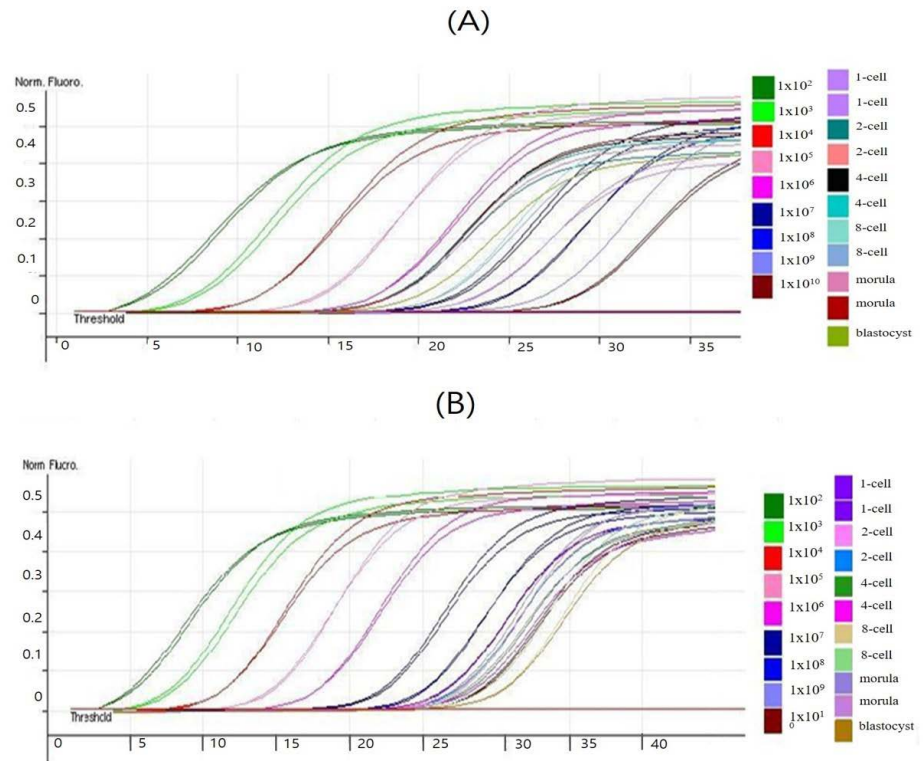 (A)
Norm. Fluoro.
0.5
0.4
0.3
0.2
0.1
0
Threshold
0 5 10 15 20 25 30 35
1x10²
1x10³
1x10⁴
1x10⁵
1x10⁶
1x10⁷
1x10⁸
1x10⁹
1x10¹⁰
1-cell
1-cell
2-cell
2-cell
4-cell
4-cell
8-cell
8-cell
morula
morula
blastocyst
(B)
Norm Flucro.
0.5
0.4
0.3
0.2
0.1
0
Threshold
0 5 10 15 20 25 30 35 40
1x10²
1x10³
1x10⁴
1x10⁵
1x10⁶
1x10⁷
1x10⁸
1x10⁹
1x10¹
0
1-cell
1-cell
2-cell
2-cell
4-cell
4-cell
8-cell
8-cell
morula
morula
blastocyst